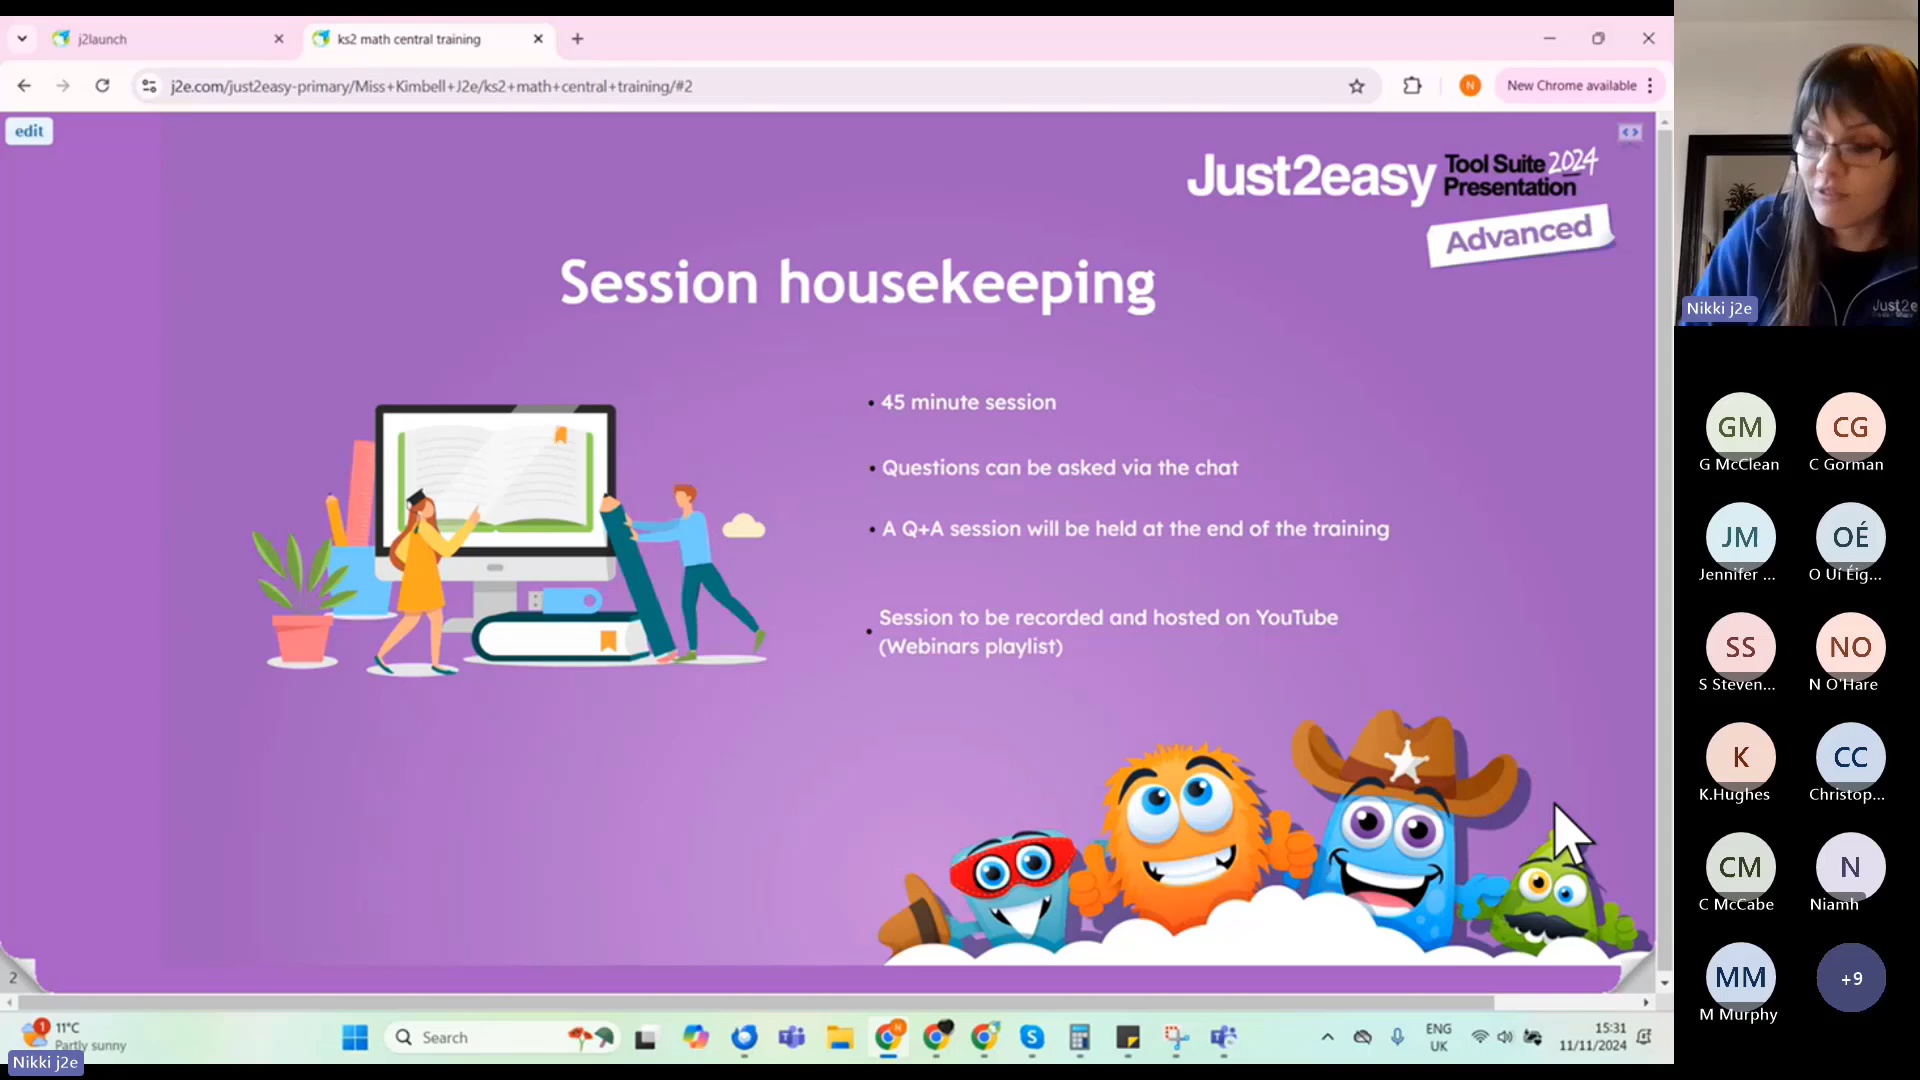 j2launch
ks2 math central training
j2e.com/just2easy-primary/Miss+Kimbell+J2e/ks2+math+central+training/#2
N
New Chrome available
edit
Just2easy Tool Suite 2024
Presentation
Advanced
Session housekeeping
• 45 minute session
• Questions can be asked via the chat
• A Q+A session will be held at the end of the training
• Session to be recorded and hosted on YouTube
(Webinars playlist)
2
Just2e
Nikki j2e
GM
G McClean
CG
C Gorman
JM
Jennifer ...
OÉ
O Uí Éig...
SS
S Steven...
NO
N O'Hare
K
K.Hughes
CC
Christop...
CM
C McCabe
N
Niamh
MM
M Murphy
+9
1
11°C
Partly sunny
Search
ENG
UK
15:31
11/11/2024
Nikki j2e